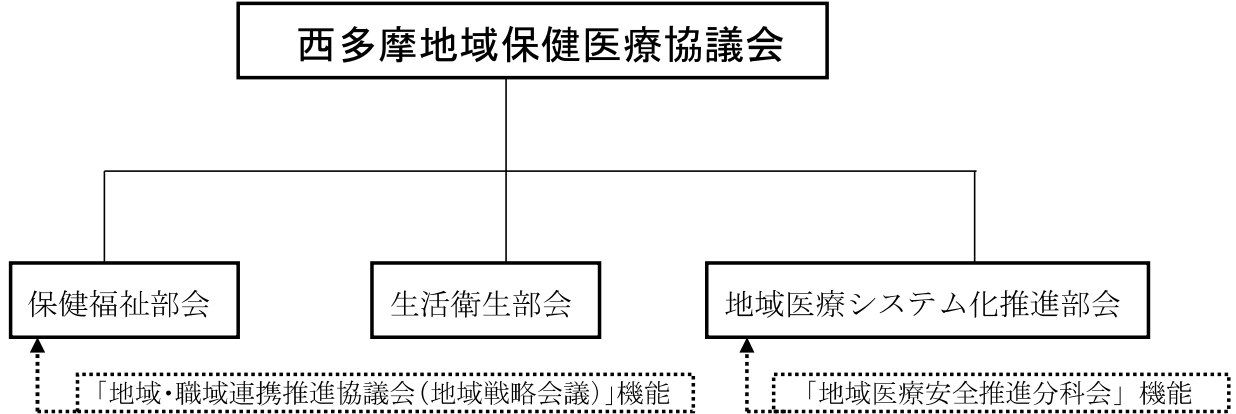 西多摩地域保健医療協議会
保健福祉部会
生活衛生部会
地域医療システム化推進部会
「地域・職域連携推進協議会(地域戦略会議)」機能
「地域医療安全推進分科会」機能